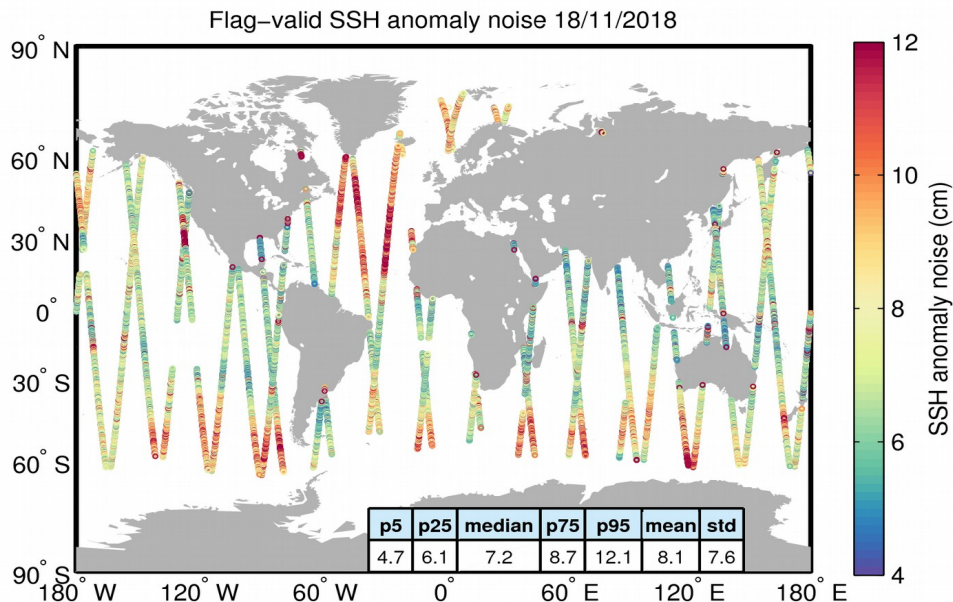 Flag−valid SSH anomaly noise 18/11/2018
90° N
60° N
30° N
0°
30° S
60° S
90° S
180° W
120° W
60° W
0°
60° E
120° E
180° E
p5 p25 median p75 p95 mean std
4.7 6.1 7.2 8.7 12.1 8.1 7.6
12
10
8
6
4
SSH anomaly noise (cm)